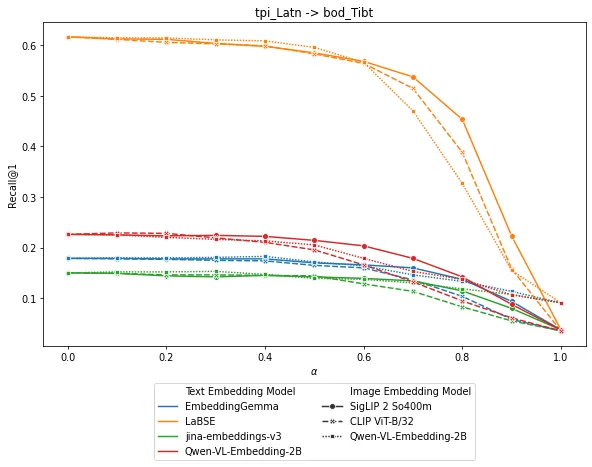 tpi_Latn -> bod_Tibt
Recall@1
0.6
0.5
0.4
0.3
0.2
0.1
0.0
0.2
0.4
0.6
0.8
1.0
α
Text Embedding Model
EmbeddingGemma
LaBSE
jina-embeddings-v3
Qwen-VL-Embedding-2B
Image Embedding Model
SigLIP 2 So400m
CLIP ViT-B/32
Qwen-VL-Embedding-2B